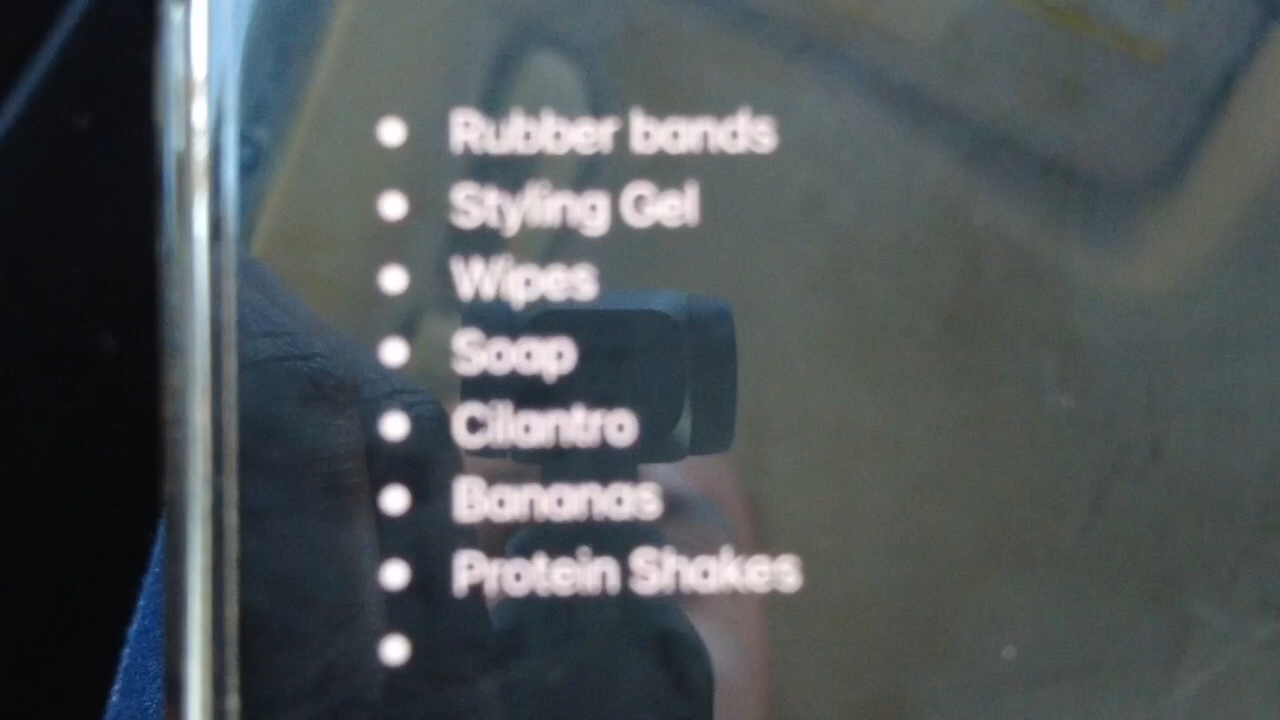 • Rubber bands
• Styling Gel
• Wipes
• Soap
• Cilantro
• Bananas
• Protein Shakes
•